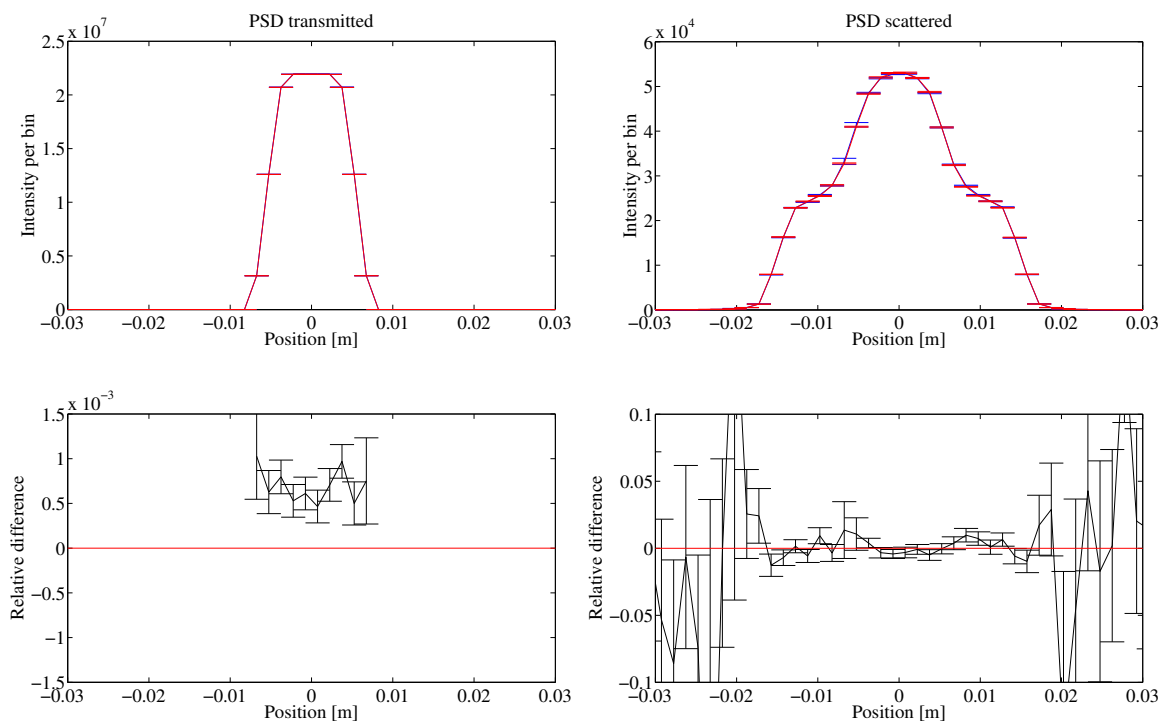 PSD transmitted
x 10^7
2.5
2
1.5
1
0.5
0
Intensity per bin
−0.03 −0.02 −0.01 0 0.01 0.02 0.03
Position [m]
PSD scattered
x 10^4
6
5
4
3
2
1
0
Intensity per bin
−0.03 −0.02 −0.01 0 0.01 0.02 0.03
Position [m]
x 10^−3
1.5
1
0.5
0
−0.5
−1
−1.5
Relative difference
−0.03 −0.02 −0.01 0 0.01 0.02 0.03
Position [m]
0.1
0.05
0
−0.05
−0.1
Relative difference
−0.03 −0.02 −0.01 0 0.01 0.02 0.03
Position [m]